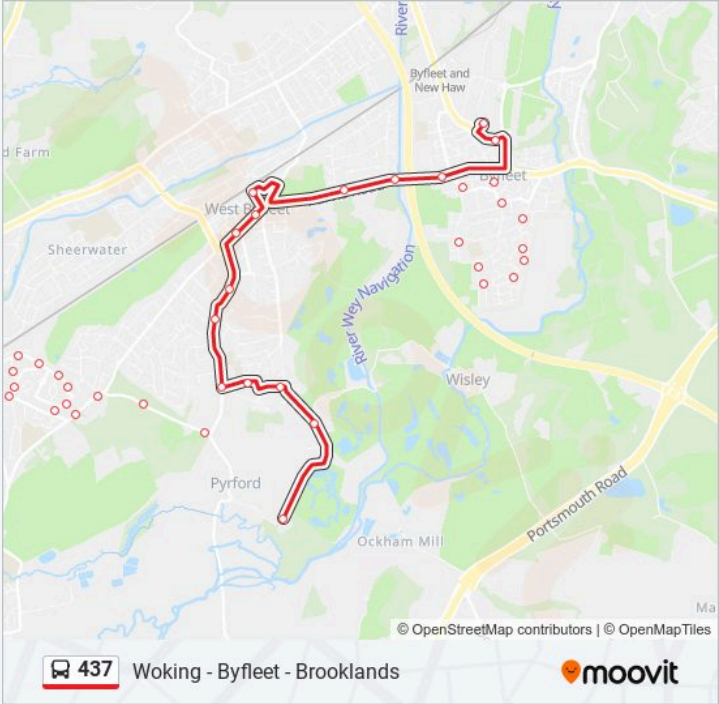 River
Byfleet and
New Haw
d Farm
Byfleet
West Byfleet
Sheerwater
River Wey Navigation
Wisley
Pyrford
Portsmouth Road
Ockham Mill
Ma
© OpenStreetMap contributors | © OpenMapTiles
437 Woking - Byfleet - Brooklands
moovit